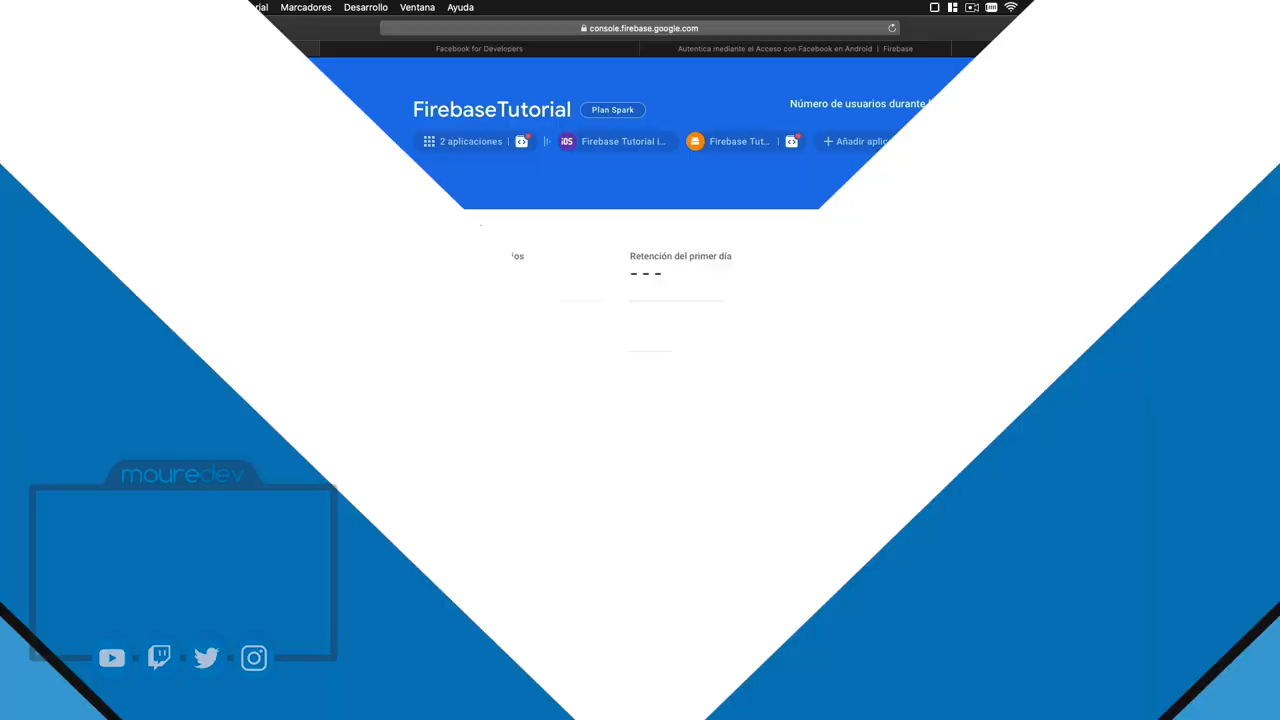 Marcadores Desarrollo Ventana Ayuda
console.firebase.google.com
Facebook for Developers
Autentica mediante el Acceso con Facebook en Android | Firebase
FirebaseTutorial Plan Spark
Número de usuarios durante
2 aplicaciones
iOS Firebase Tutorial i...
Firebase Tut...
+ Añadir aplic
Retención del primer día
- - -
mouredev